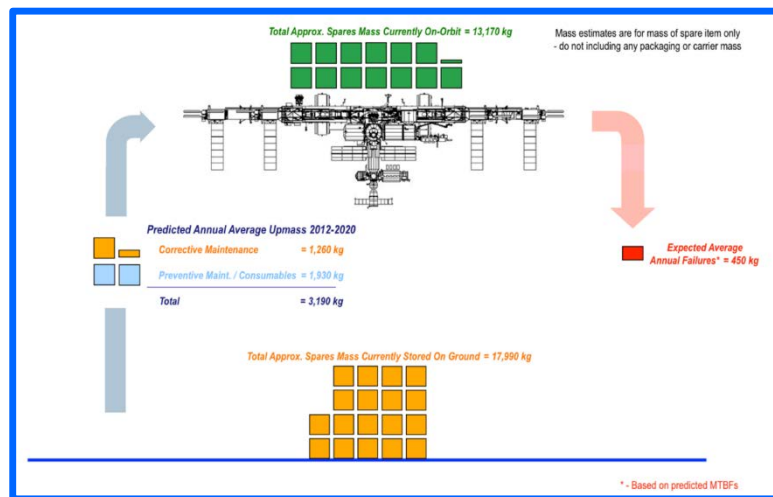 Total Approx. Spares Mass Currently On-Orbit = 13,170 kg
Mass estimates are for mass of spare item only
- do not including any packaging or carrier mass
Predicted Annual Average Upmass 2012-2020
Corrective Maintenance = 1,260 kg
Preventive Maint. / Consumables = 1,930 kg
Total = 3,190 kg
Expected Average
Annual Failures* = 450 kg
Total Approx. Spares Mass Currently Stored On Ground = 17,990 kg
* - Based on predicted MTBFs